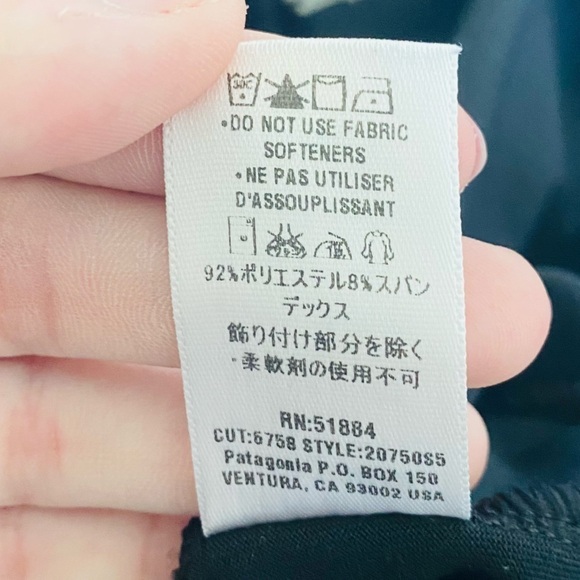 •DO NOT USE FABRIC
SOFTENERS
•NE PAS UTILISER
D'ASSOUPLISSANT
92%ポリエステル8%スパン
デックス
飾り付け部分を除く
・柔軟剤の使用不可
RN:51884
CUT:6758 STYLE:20750S5
Patagonia P.O. BOX 150
VENTURA, CA 93002 USA